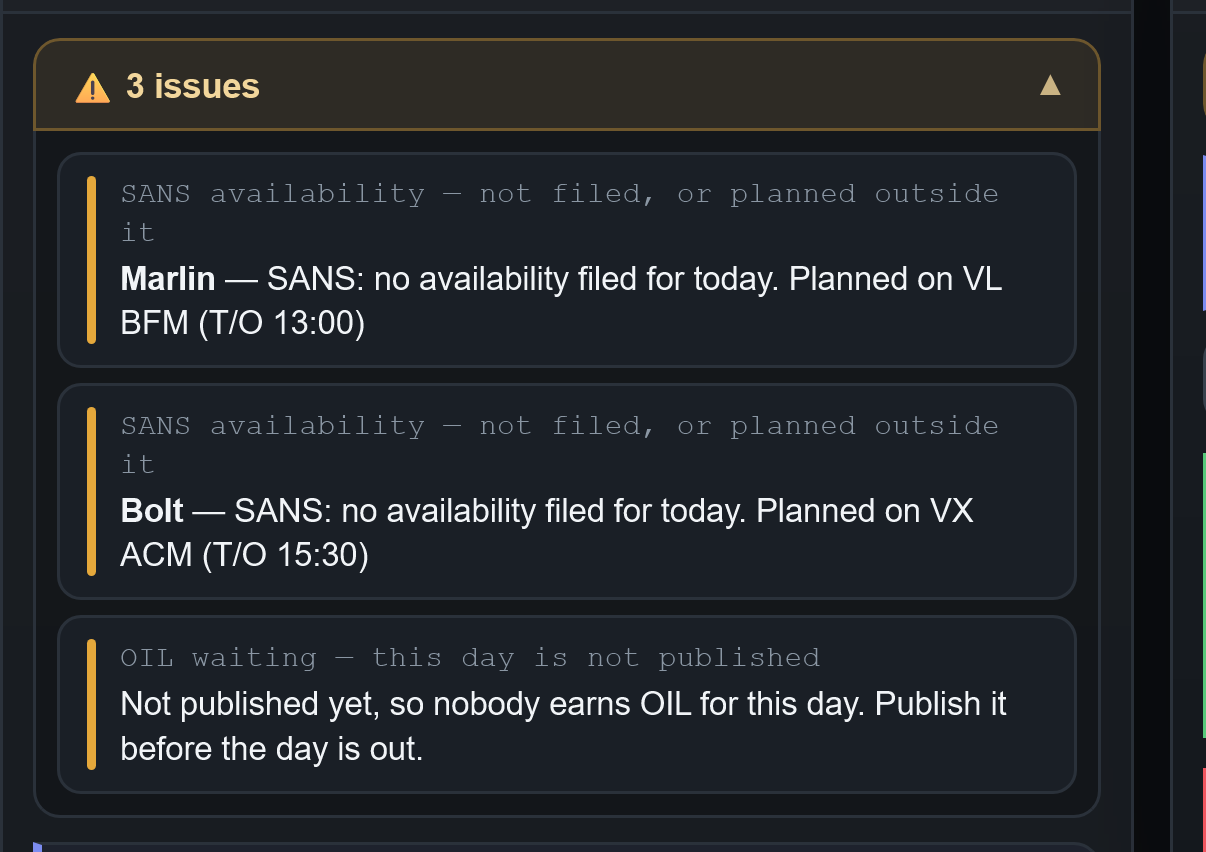 ⚠️ 3 issues ▲
SANS availability — not filed, or planned outside
it
Marlin — SANS: no availability filed for today. Planned on VL
BFM (T/O 13:00)
SANS availability — not filed, or planned outside
it
Bolt — SANS: no availability filed for today. Planned on VX
ACM (T/O 15:30)
OIL waiting — this day is not published
Not published yet, so nobody earns OIL for this day. Publish it
before the day is out.